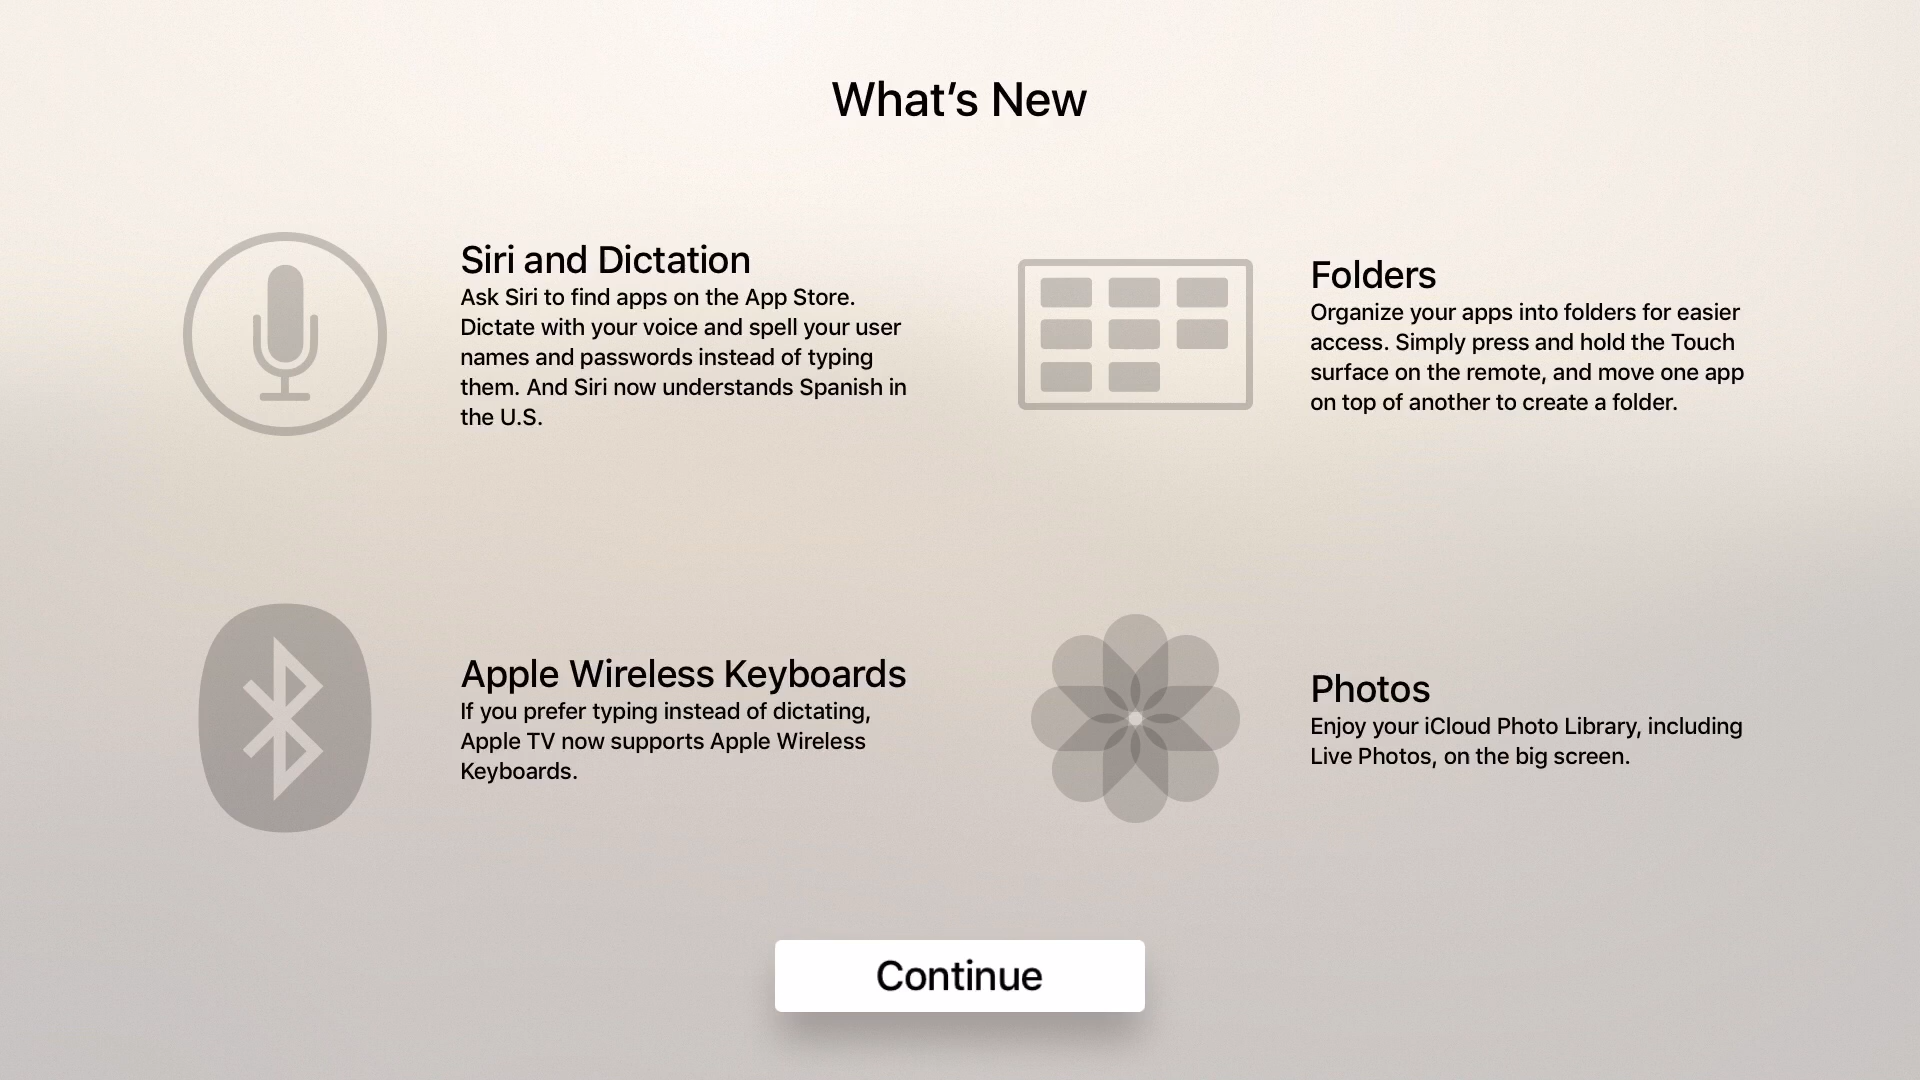 What's New
Siri and Dictation
Ask Siri to find apps on the App Store.
Dictate with your voice and spell your user
names and passwords instead of typing
them. And Siri now understands Spanish in
the U.S.
Folders
Organize your apps into folders for easier
access. Simply press and hold the Touch
surface on the remote, and move one app
on top of another to create a folder.
Apple Wireless Keyboards
If you prefer typing instead of dictating,
Apple TV now supports Apple Wireless
Keyboards.
Photos
Enjoy your iCloud Photo Library, including
Live Photos, on the big screen.
Continue